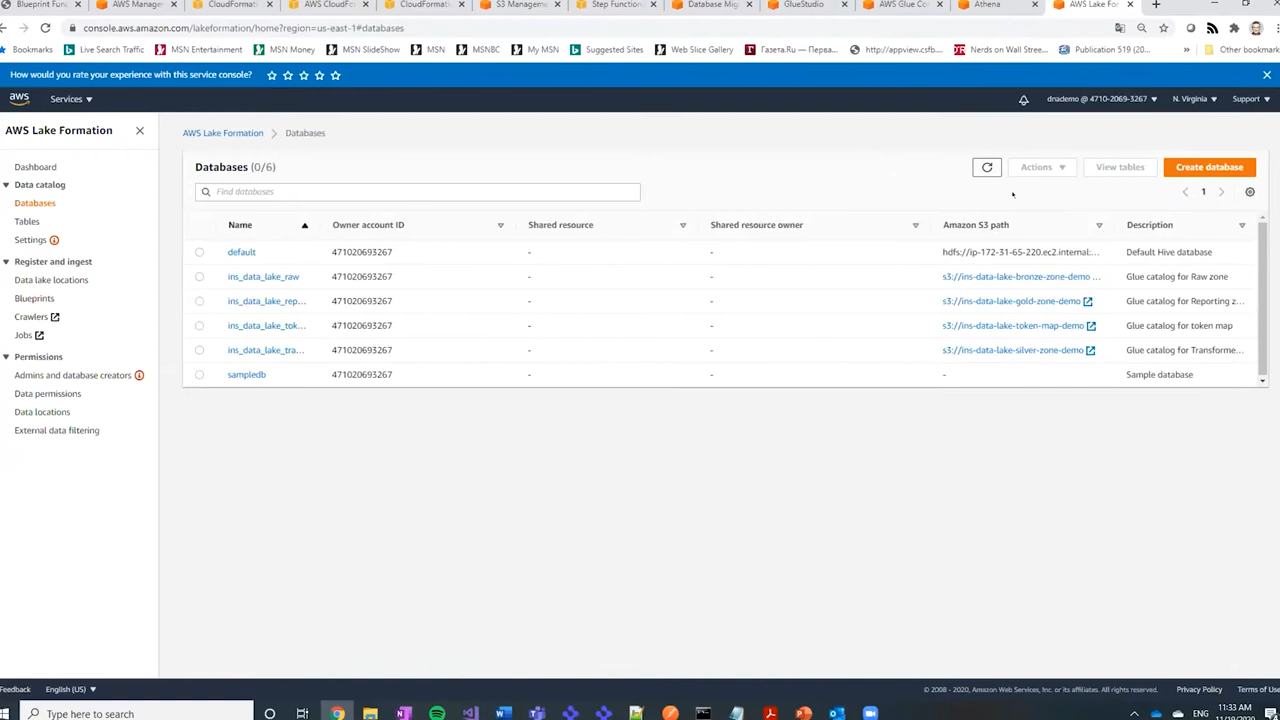 Blueprint Fun
AWS Manag
CloudFormati
AWS CloudFor
CloudFormati
S3 Managem
Step Function
Database Mig
GlueStudio
AWS Glue Co
Athena
AWS Lake For
console.aws.amazon.com/lakeformation/home?region=us-east-1#databases
Bookmarks Live Search Traffic MSN Entertainment MSN Money MSN SlideShow MSN MSNBC My MSN Suggested Sites Web Slice Gallery Газета.Ru — Перва... http://appview.csfb... Nerds on Wall Stree... Publication 519 (20... » Other bookmarks
How would you rate your experience with this service console?
aws Services dnademo @ 4710-2069-3267 N. Virginia Support
AWS Lake Formation
Dashboard
Data catalog
Databases
Tables
Settings
Register and ingest
Data lake locations
Blueprints
Crawlers
Jobs
Permissions
Admins and database creators
Data permissions
Data locations
External data filtering
AWS Lake Formation > Databases
Databases (0/6)
Actions View tables Create database
Find databases
1
Name Owner account ID Shared resource Shared resource owner Amazon S3 path Description
default 471020693267 - - hdfs://ip-172-31-65-220.ec2.internal:... Default Hive database
ins_data_lake_raw 471020693267 - - s3://ins-data-lake-bronze-zone-demo ... Glue catalog for Raw zone
ins_data_lake_rep... 471020693267 - - s3://ins-data-lake-gold-zone-demo Glue catalog for Reporting z...
ins_data_lake_tok... 471020693267 - - s3://ins-data-lake-token-map-demo Glue catalog for token map
ins_data_lake_tra... 471020693267 - - s3://ins-data-lake-silver-zone-demo Glue catalog for Transforme...
sampledb 471020693267 - - - Sample database
Feedback English (US) © 2008 - 2020, Amazon Web Services, Inc. or its affiliates. All rights reserved. Privacy Policy Terms of Use
Type here to search
ENG
11:33 AM
11/19/2020